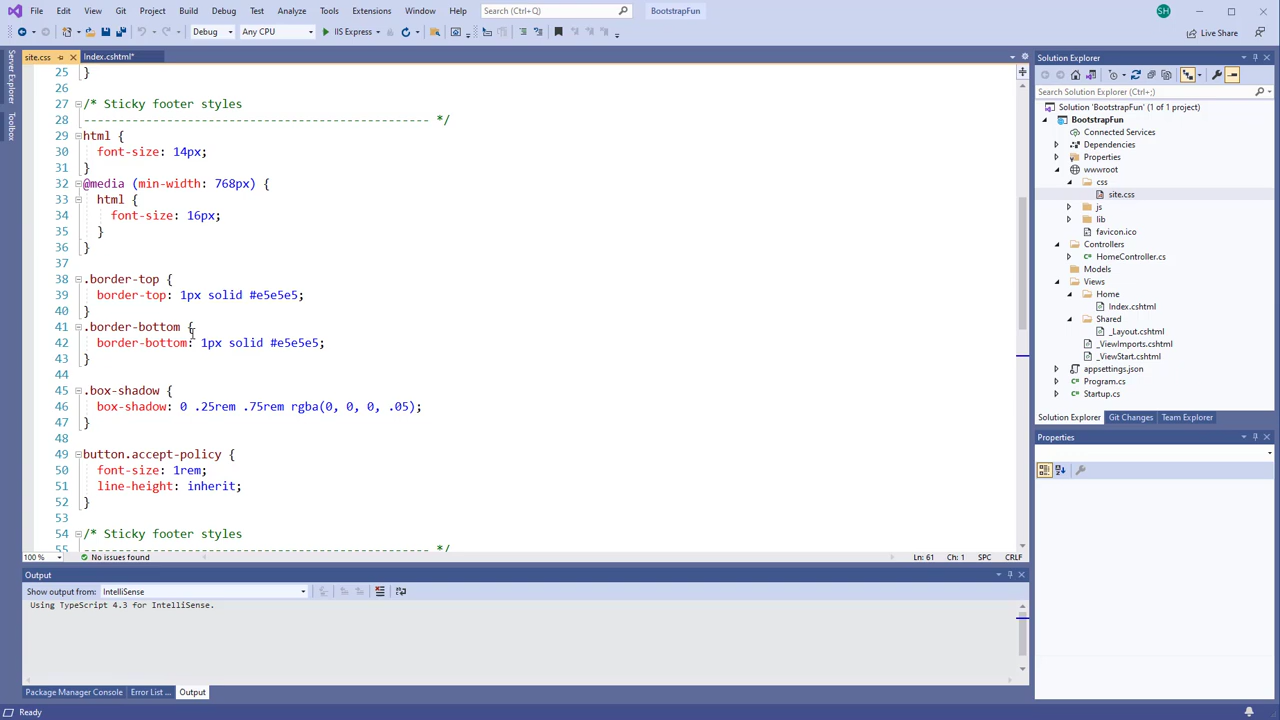 File Edit View Git Project Build Debug Test Analyze Tools Extensions Window Help Search (Ctrl+Q) BootstrapFun SH
Debug Any CPU IIS Express Live Share
Server Explorer
Toolbox
site.css Index.cshtml*
25 }
26
27 /* Sticky footer styles
28 -------------------------------------------------- */
29 html {
30 font-size: 14px;
31 }
32 @media (min-width: 768px) {
33 html {
34 font-size: 16px;
35 }
36 }
37
38 .border-top {
39 border-top: 1px solid #e5e5e5;
40 }
41 .border-bottom {
42 border-bottom: 1px solid #e5e5e5;
43 }
44
45 .box-shadow {
46 box-shadow: 0 .25rem .75rem rgba(0, 0, 0, .05);
47 }
48
49 button.accept-policy {
50 font-size: 1rem;
51 line-height: inherit;
52 }
53
54 /* Sticky footer styles
55 -------------------------------------------------- */
100 % No issues found Ln: 61 Ch: 1 SPC CRLF
Output
Show output from: IntelliSense
Using TypeScript 4.3 for IntelliSense.
Package Manager Console Error List ... Output
Ready
Solution Explorer
Search Solution Explorer (Ctrl+;)
Solution 'BootstrapFun' (1 of 1 project)
BootstrapFun
Connected Services
Dependencies
Properties
wwwroot
css
site.css
js
lib
favicon.ico
Controllers
HomeController.cs
Models
Views
Home
Index.cshtml
Shared
_Layout.cshtml
_ViewImports.cshtml
_ViewStart.cshtml
appsettings.json
Program.cs
Startup.cs
Solution Explorer Git Changes Team Explorer
Properties